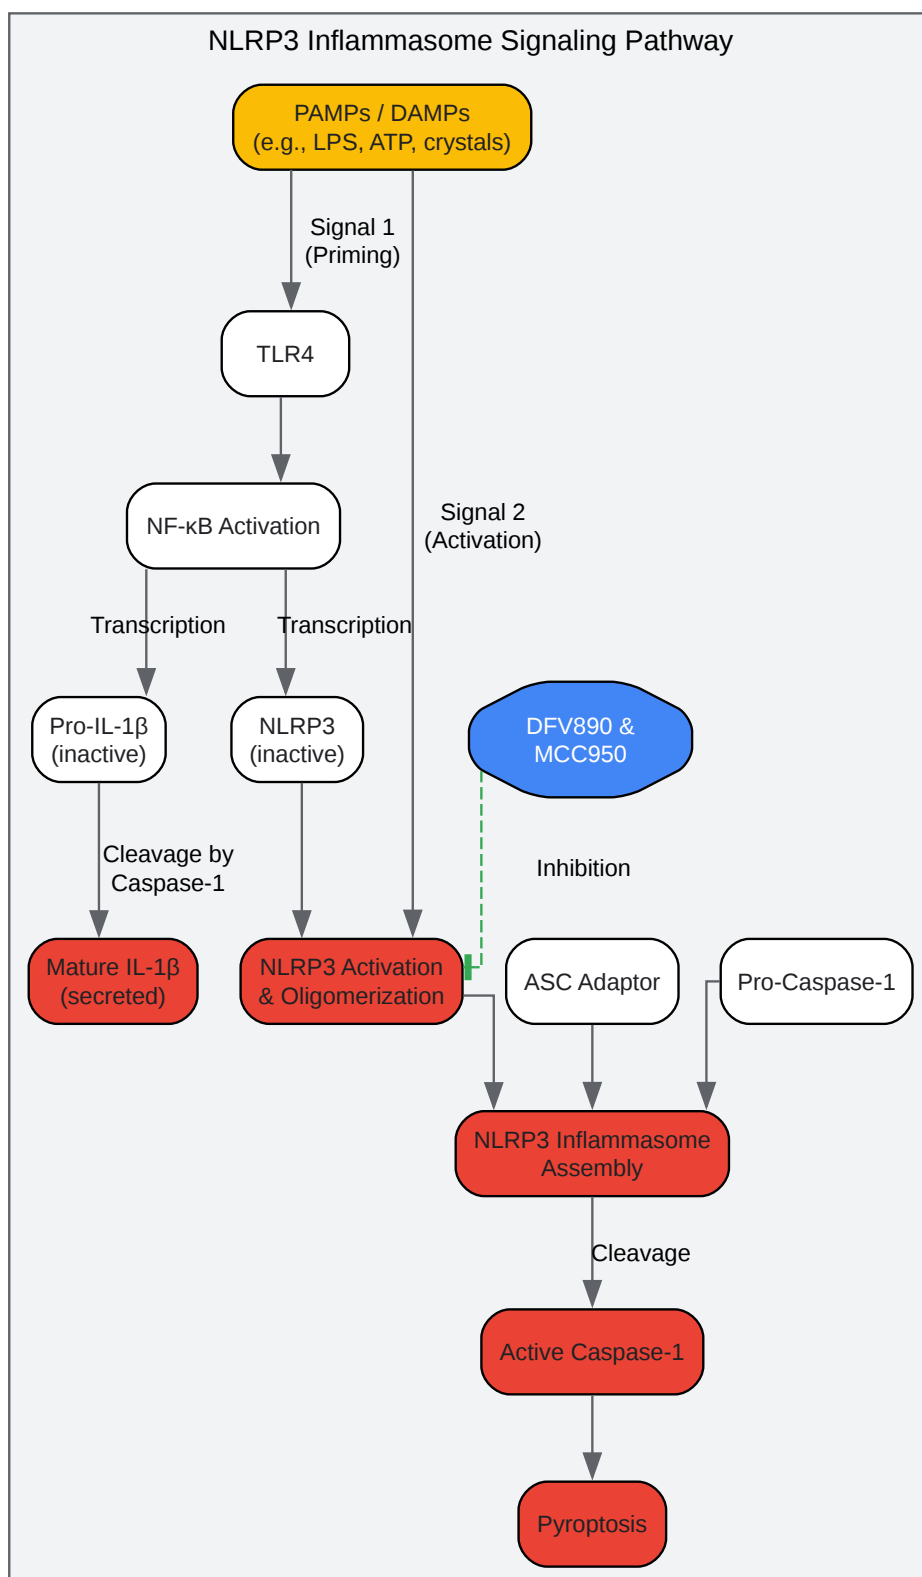 NLRP3 Inflammasome Signaling Pathway
PAMPs / DAMPs
(e.g., LPS, ATP, crystals)
Signal 1
(Priming)
TLR4
NF-κB Activation
Signal 2
(Activation)
Transcription
Transcription
Pro-IL-1β
(inactive)
NLRP3
(inactive)
DFV890 &
MCC950
Cleavage by
Caspase-1
Inhibition
Mature IL-1β
(secreted)
NLRP3 Activation
& Oligomerization
ASC Adaptor
Pro-Caspase-1
NLRP3 Inflammasome
Assembly
Cleavage
Active Caspase-1
Pyroptosis